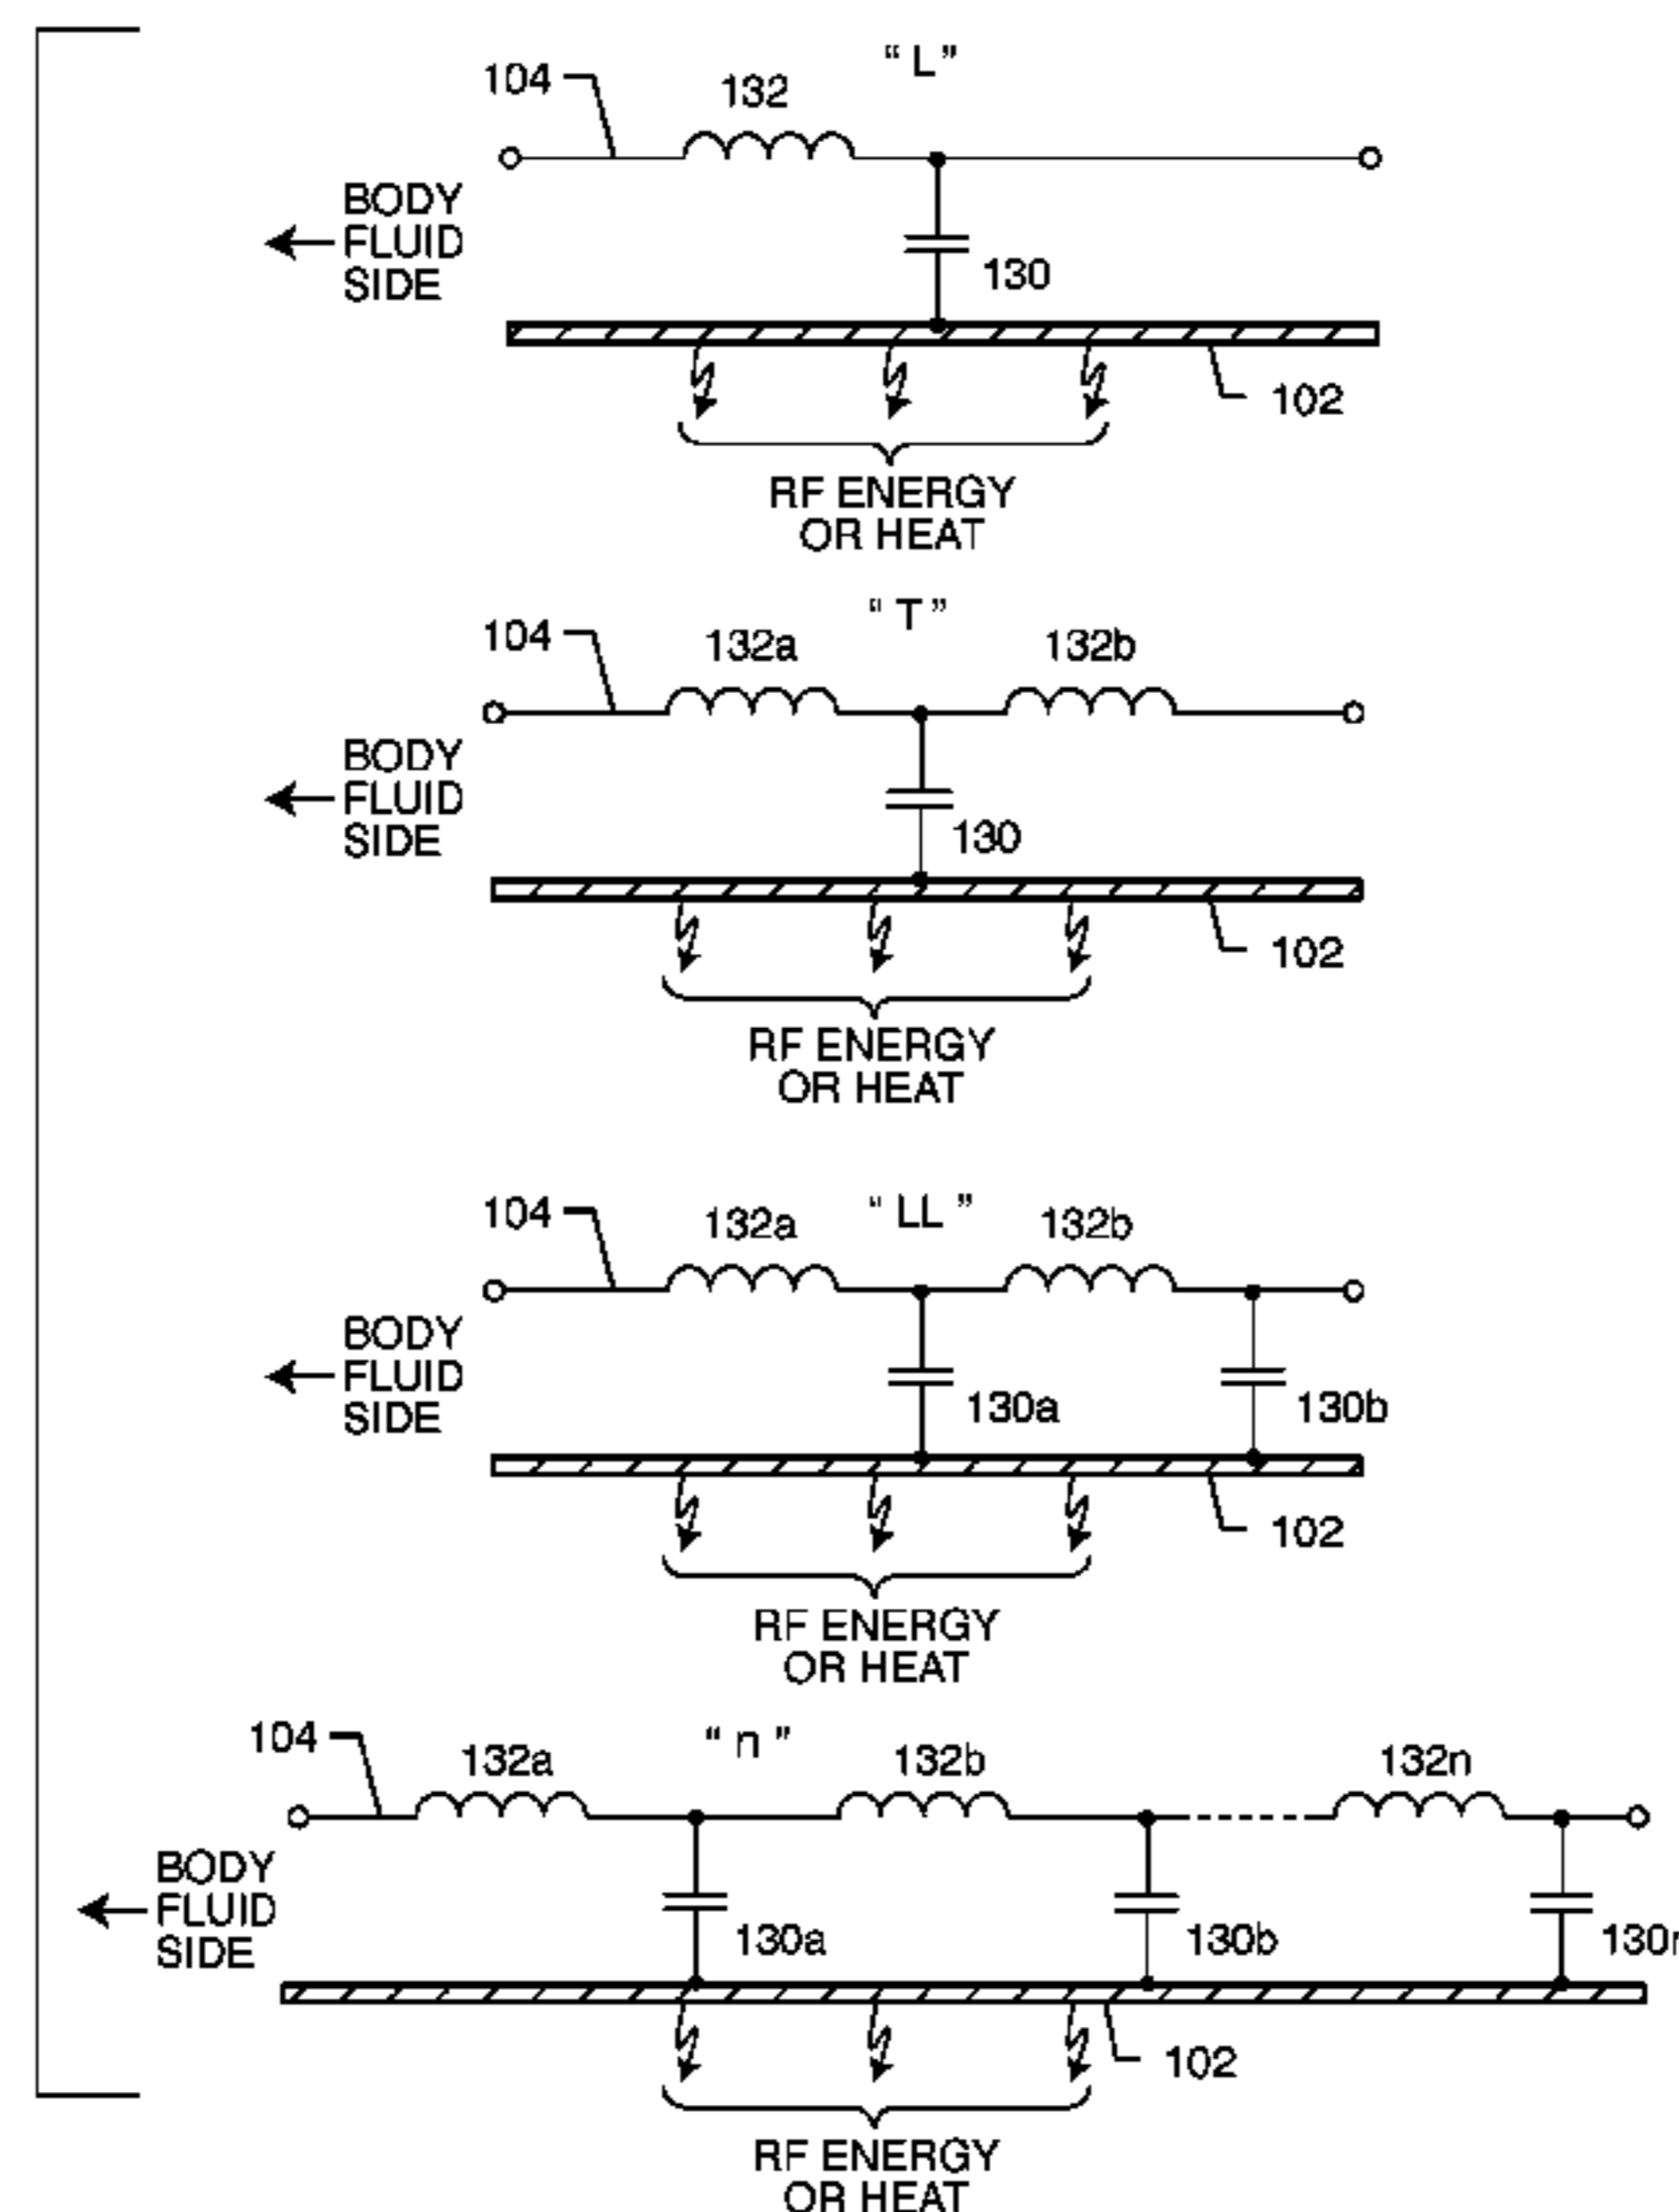 “ L ”
104
132
BODY
FLUID
SIDE
130
102
RF ENERGY
OR HEAT
“ T ”
104
132a
132b
BODY
FLUID
SIDE
130
102
RF ENERGY
OR HEAT
104
132a
“ LL ”
132b
BODY
FLUID
SIDE
130a
130b
102
RF ENERGY
OR HEAT
104
132a
“ n ”
132b
132n
BODY
FLUID
SIDE
130a
130b
130n
102
RF ENERGY
OR HEAT